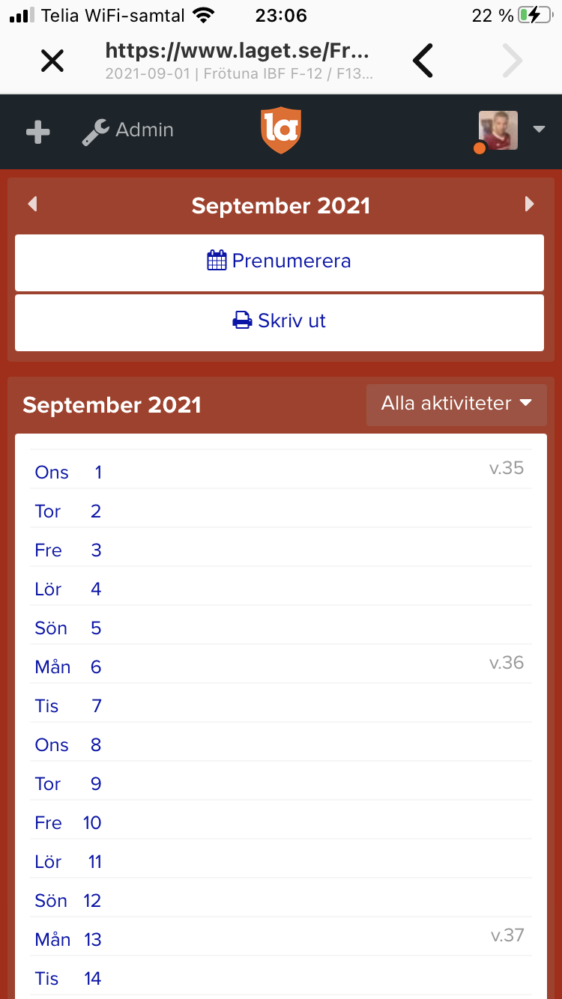 Telia WiFi-samtal 23:06 22 %
https://www.laget.se/Fr...
2021-09-01 | Frötuna IBF F-12 / F13...
Admin la
September 2021
Prenumerera
Skriv ut
September 2021 Alla aktiviteter
Ons 1 v.35
Tor 2
Fre 3
Lör 4
Sön 5
Mån 6 v.36
Tis 7
Ons 8
Tor 9
Fre 10
Lör 11
Sön 12
Mån 13 v.37
Tis 14